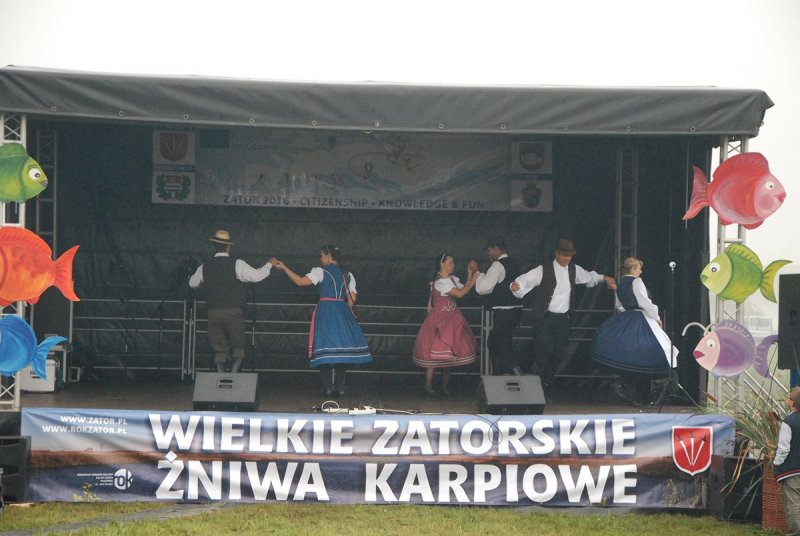 ZATOR 2016 - CITIZENSHIP - KNOWLEDGE & FUN
WWW.ZATOR.PL
WWW.ROKZATOR.PL
WIELKIE ZATORSKIE
ŻNIWA KARPIOWE